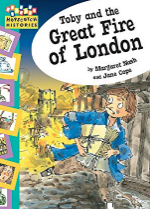 HOPSCOTCH
HISTORIES
Toby and the
Great Fire
of London
by Margaret Nash
and Jane Cope